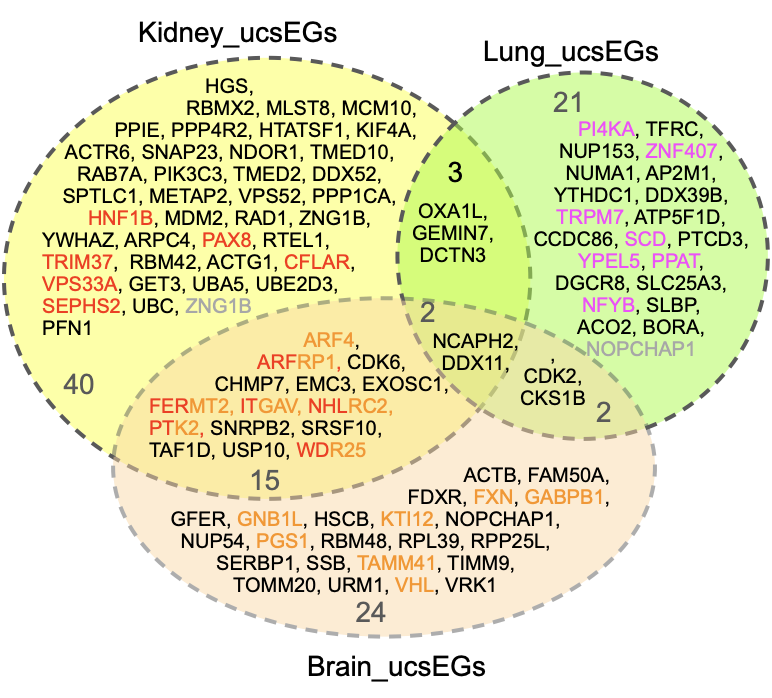 Kidney_ucsEGs
Lung_ucsEGs
HGS,
RBMX2, MLST8, MCM10,
PPIE, PPP4R2, HTATSF1, KIF4A,
ACTR6, SNAP23, NDOR1, TMED10,
RAB7A, PIK3C3, TMED2, DDX52,
SPTLC1, METAP2, VPS52, PPP1CA,
HNF1B, MDM2, RAD1, ZNG1B,
YWHAZ, ARPC4, PAX8, RTEL1,
TRIM37, RBM42, ACTG1, CFLAR,
VPS33A, GET3, UBA5, UBE2D3,
SEPHS2, UBC, ZNG1B
PFN1
40
3
OXA1L,
GEMIN7,
DCTN3
21
PI4KA, TFRC,
NUP153, ZNF407,
NUMA1, AP2M1,
YTHDC1, DDX39B,
TRPM7, ATP5F1D,
CCDC86, SCD, PTCD3,
YPEL5, PPAT,
DGCR8, SLC25A3,
NFYB, SLBP,
ACO2, BORA,
NOPCHAP1
2
NCAPH2,
DDX11,
,
CDK2,
CKS1B
2
ARF4,
ARFRP1, CDK6,
CHMP7, EMC3, EXOSC1,
FERMT2, ITGAV, NHLRC2,
PTK2, SNRPB2, SRSF10,
TAF1D, USP10, WDR25
15
ACTB, FAM50A,
FDXR, FXN, GABPB1,
GFER, GNB1L, HSCB, KTI12, NOPCHAP1,
NUP54, PGS1, RBM48, RPL39, RPP25L,
SERBP1, SSB, TAMM41, TIMM9,
TOMM20, URM1, VHL, VRK1
24
Brain_ucsEGs